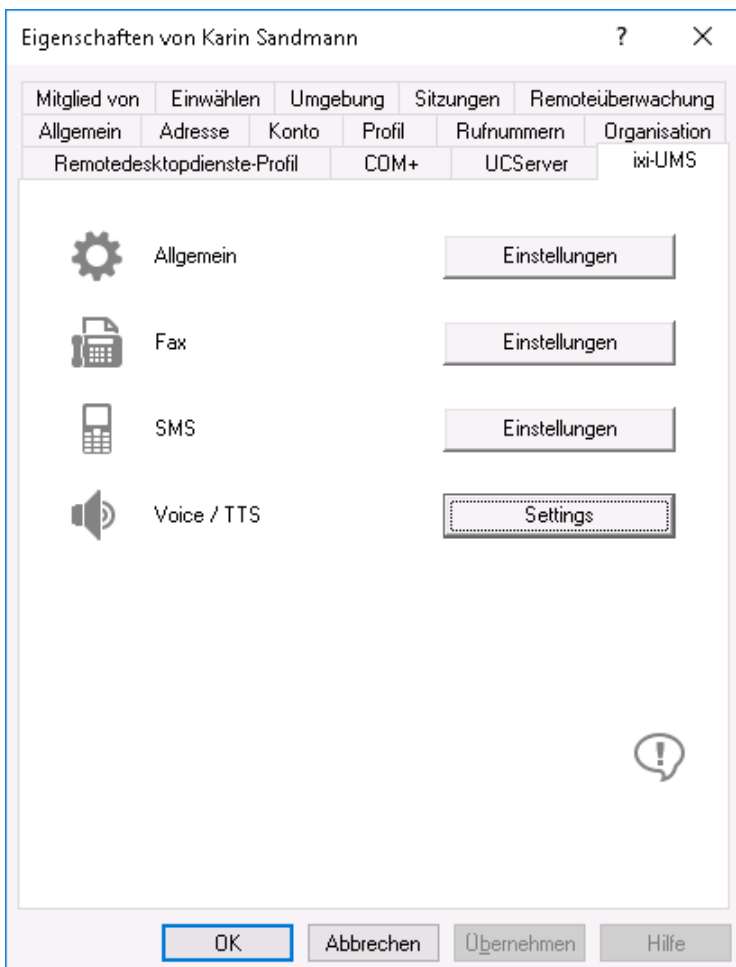 Eigenschaften von Karin Sandmann ? X
Mitglied von Einwählen Umgebung Sitzungen Remoteüberwachung
Allgemein Adresse Konto Profil Rufnummern Organisation
Remotedesktopdienste-Profil COM+ UCServer ixi-UMS
Allgemein Einstellungen
Fax Einstellungen
SMS Einstellungen
Voice / TTS Settings
!
OK Abbrechen Übernehmen Hilfe